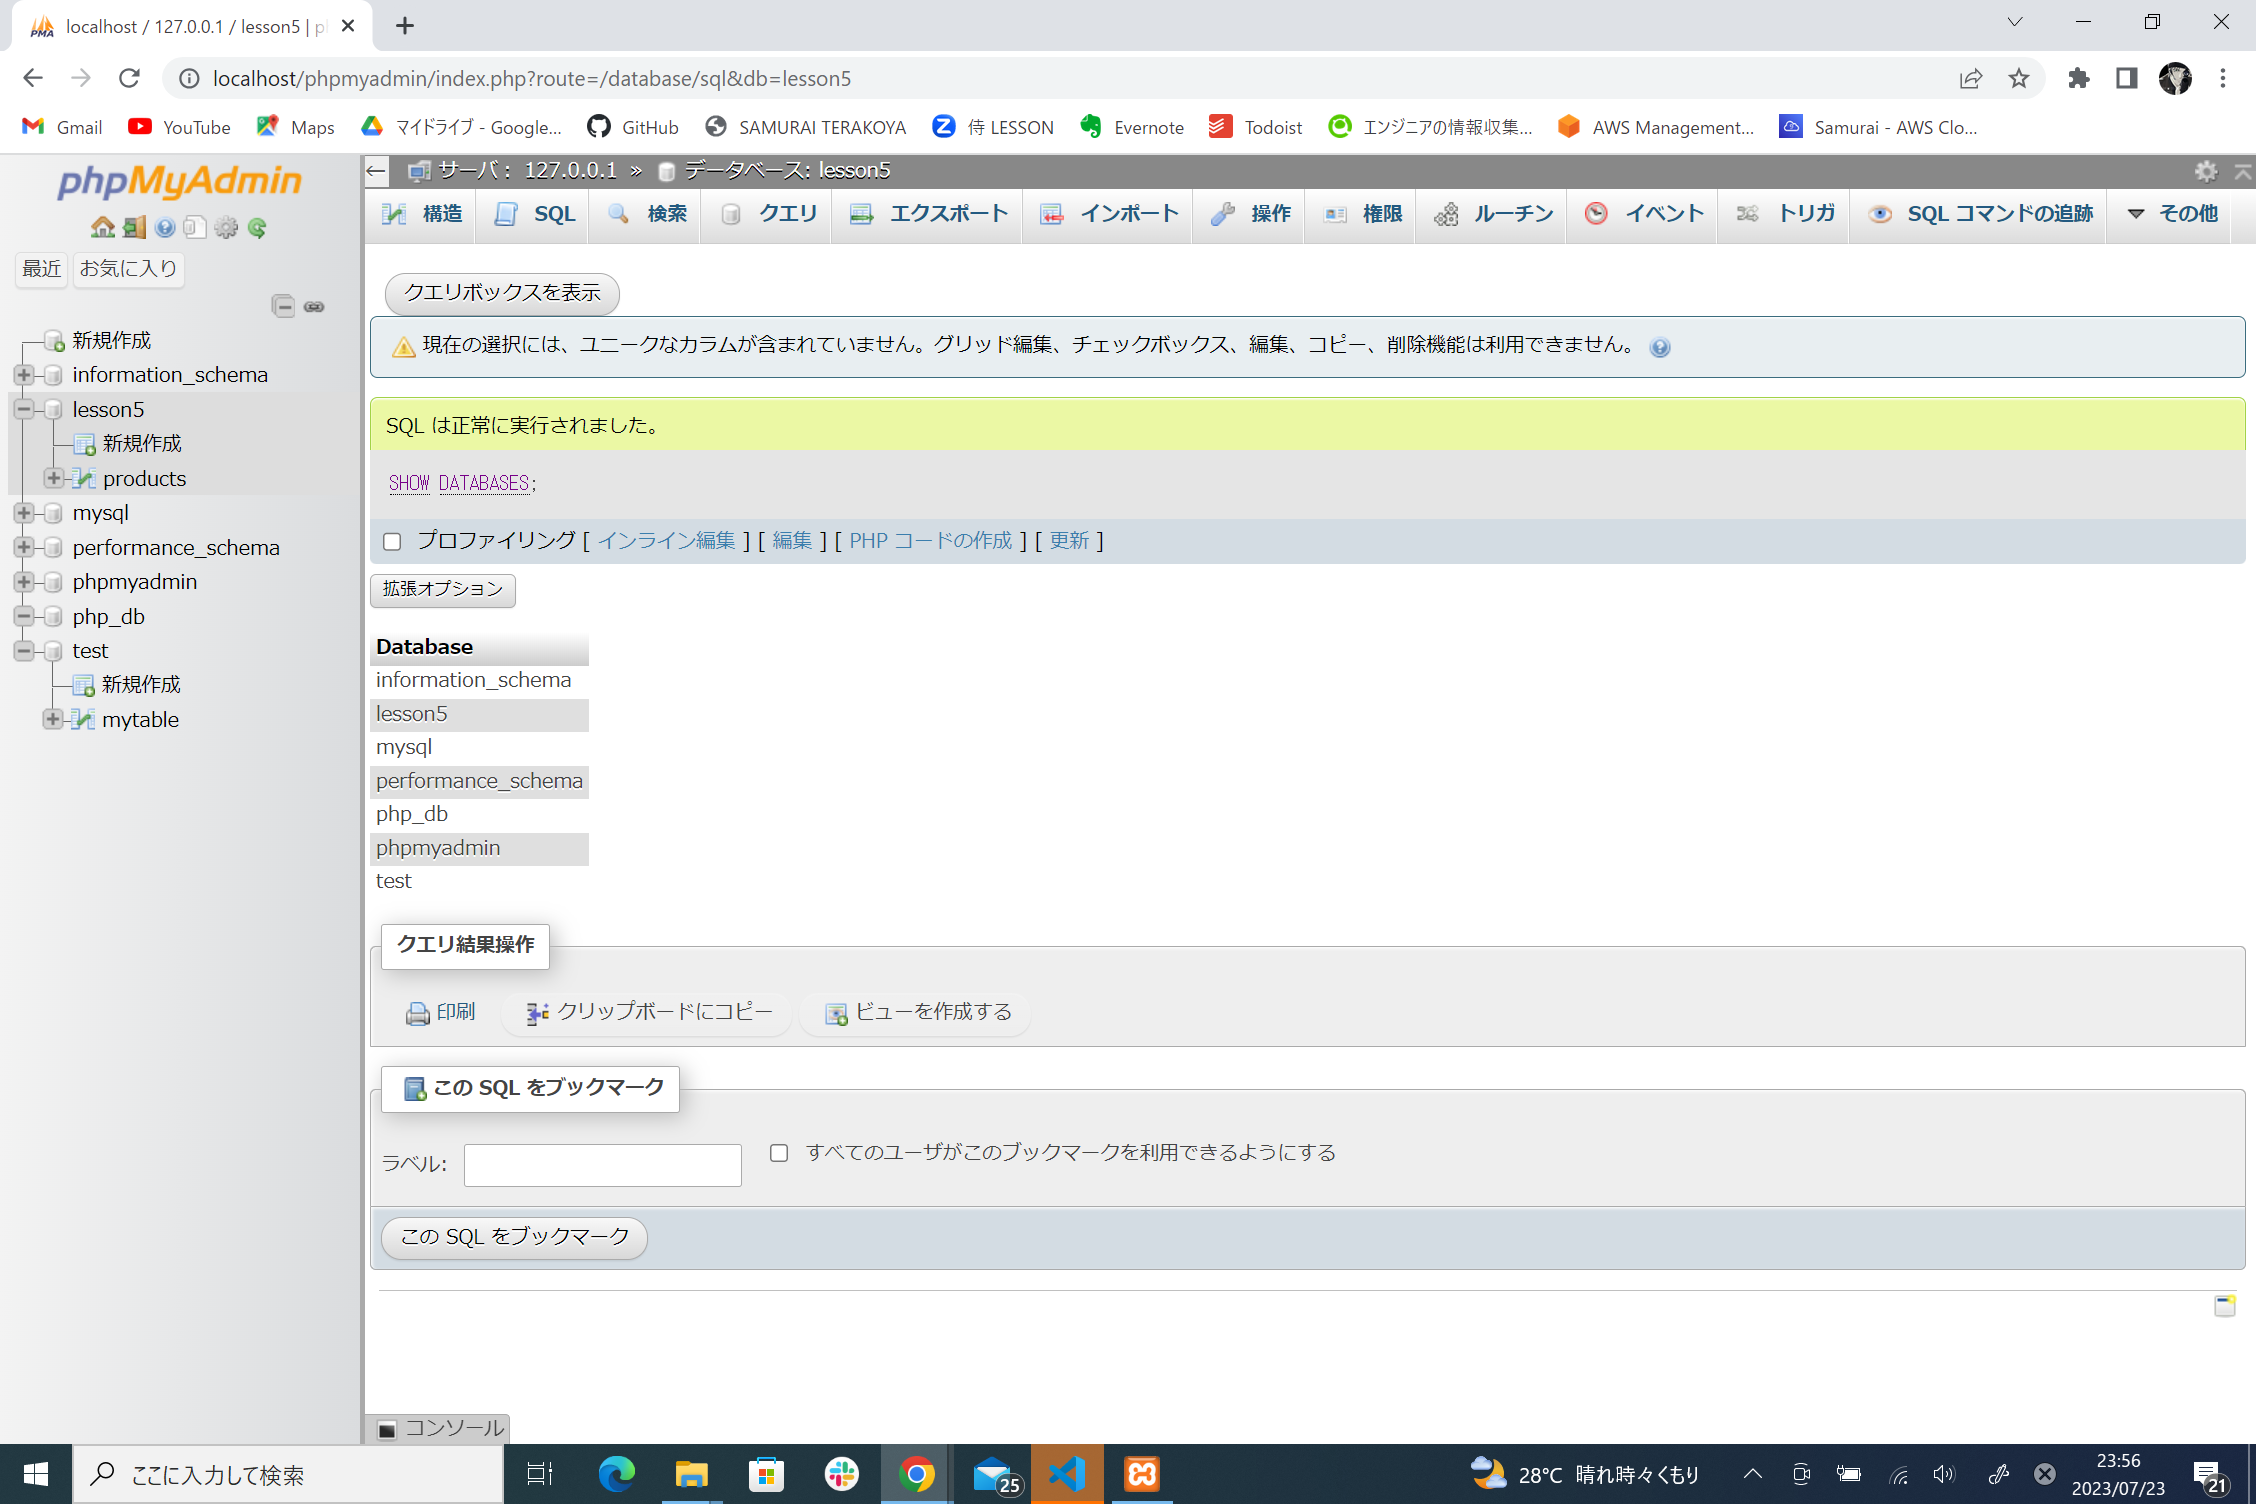 localhost / 127.0.0.1 / lesson5 | p
localhost/phpmyadmin/index.php?route=/database/sql&db=lesson5
Gmail YouTube Maps マイドライブ - Google... GitHub SAMURAI TERAKOYA 侍 LESSON Evernote Todoist エンジニアの情報収集... AWS Management... Samurai - AWS Clo...
phpMyAdmin
最近 お気に入り
新規作成
information_schema
lesson5
新規作成
products
mysql
performance_schema
phpmyadmin
php_db
test
新規作成
mytable
サーバ: 127.0.0.1 » データベース: lesson5
構造 SQL 検索 クエリ エクスポート インポート 操作 権限 ルーチン イベント トリガ SQL コマンドの追跡 その他
クエリボックスを表示
現在の選択には、ユニークなカラムが含まれていません。グリッド編集、チェックボックス、編集、コピー、削除機能は利用できません。
SQL は正常に実行されました。
SHOW DATABASES;
プロファイリング [ インライン編集 ] [ 編集 ] [ PHP コードの作成 ] [ 更新 ]
拡張オプション
Database
information_schema
lesson5
mysql
performance_schema
php_db
phpmyadmin
test
クエリ結果操作
印刷 クリップボードにコピー ビューを作成する
この SQL をブックマーク
ラベル: すべてのユーザがこのブックマークを利用できるようにする
この SQL をブックマーク
コンソール
ここに入力して検索
25
28°C 晴れ時々くもり
23:56
2023/07/23
21